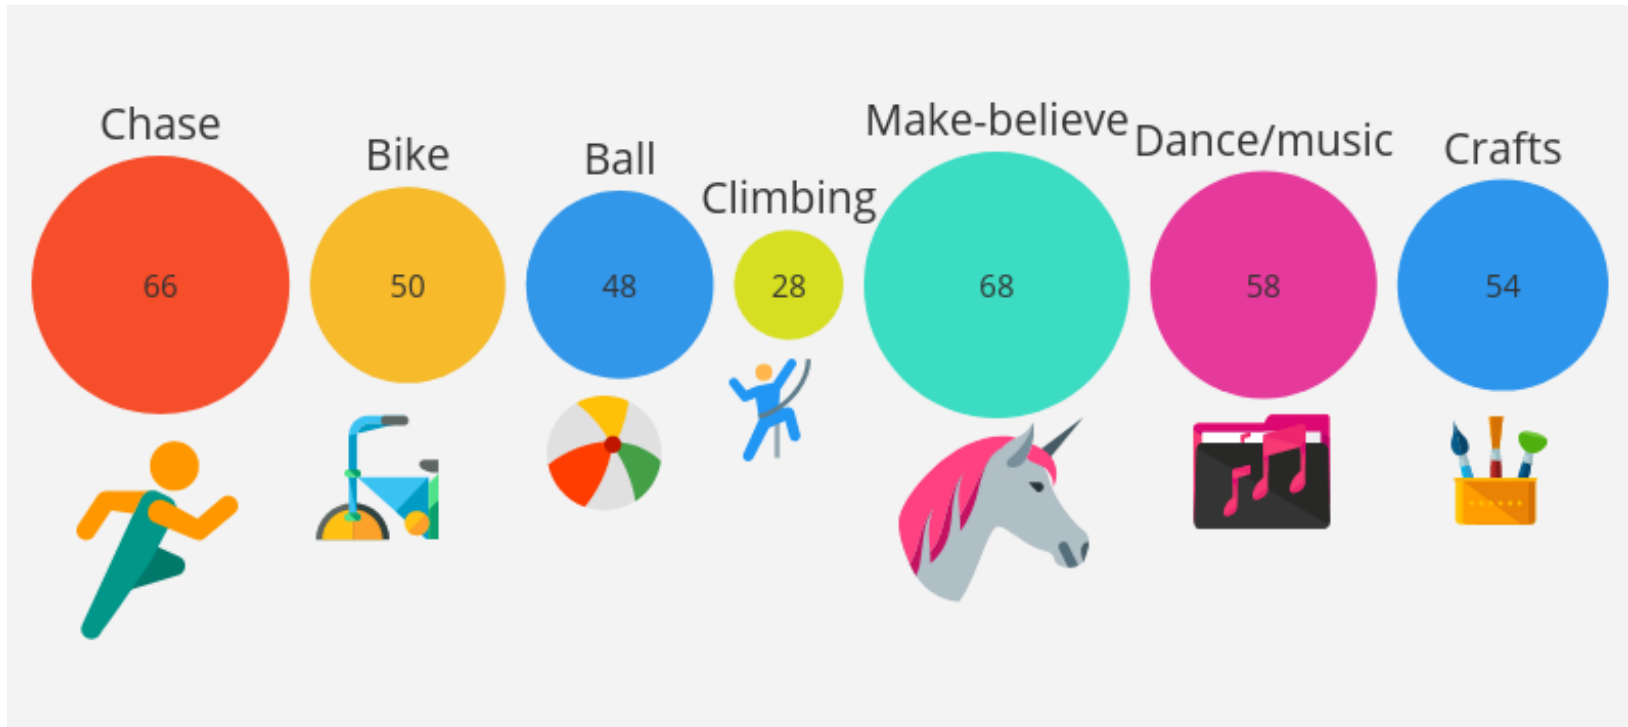 Chase
66
Bike
50
Ball
48
Climbing
28
Make-believe
68
Dance/music
58
Crafts
54